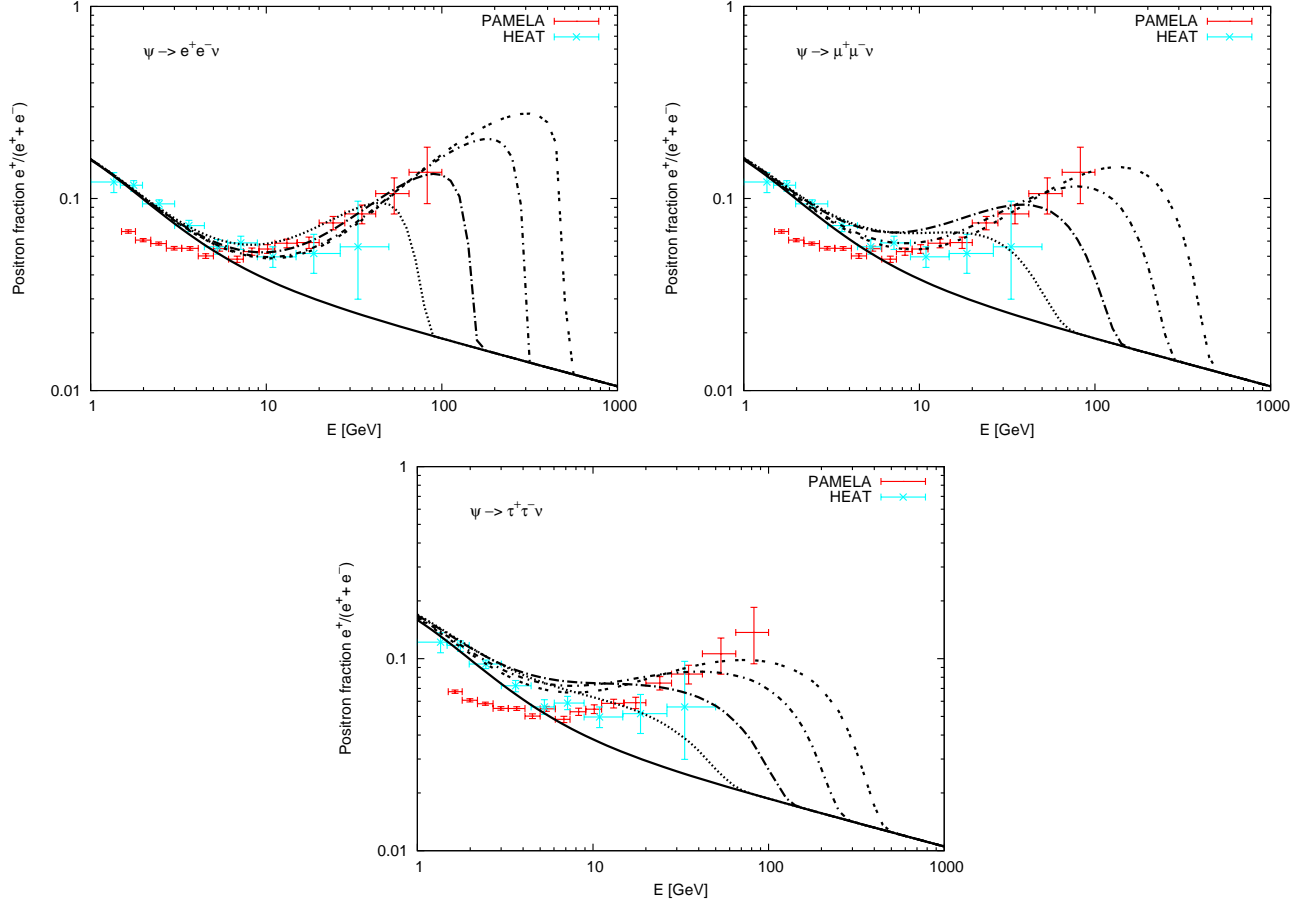 1
0.1
0.01
1
10
100
1000
Positron fraction e⁺/(e⁺ + e⁻)
E [GeV]
ψ −> e⁺e⁻ν
PAMELA
HEAT
1
0.1
0.01
1
10
100
1000
Positron fraction e⁺/(e⁺ + e⁻)
E [GeV]
ψ −> μ⁺μ⁻ν
PAMELA
HEAT
1
0.1
0.01
1
10
100
1000
Positron fraction e⁺/(e⁺ + e⁻)
E [GeV]
ψ −> τ⁺τ⁻ν
PAMELA
HEAT